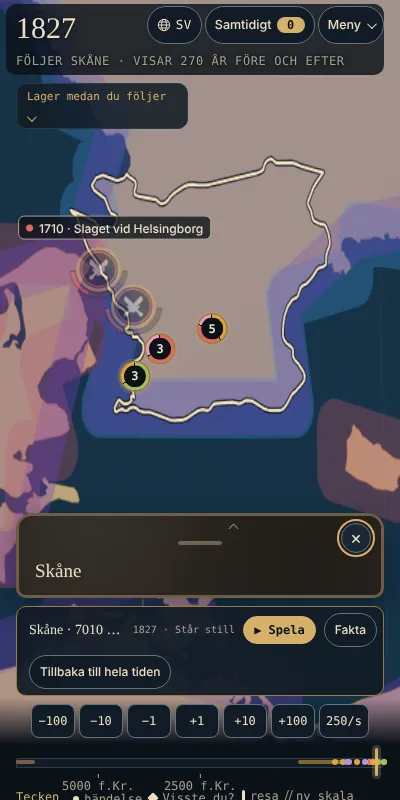 1827
SV
Samtidigt 0
Meny
FÖLJER SKÅNE · VISAR 270 ÅR FÖRE OCH EFTER
Lager medan du följer
1710 · Slaget vid Helsingborg
5
3
3
Skåne
Skåne · 7010 … 1827 · Står still ▶ Spela Fakta
Tillbaka till hela tiden
−100 −10 −1 +1 +10 +100 250/s
5000 f.Kr. 2500 f.Kr.
Tecken händelse Visste du? resa // ny skala